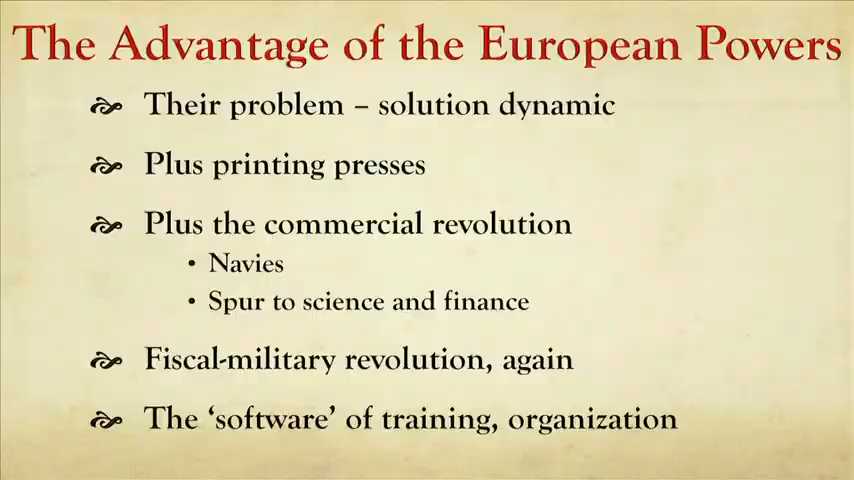 The Advantage of the European Powers
Their problem – solution dynamic
Plus printing presses
Plus the commercial revolution
• Navies
• Spur to science and finance
Fiscal-military revolution, again
The ‘software’ of training, organization